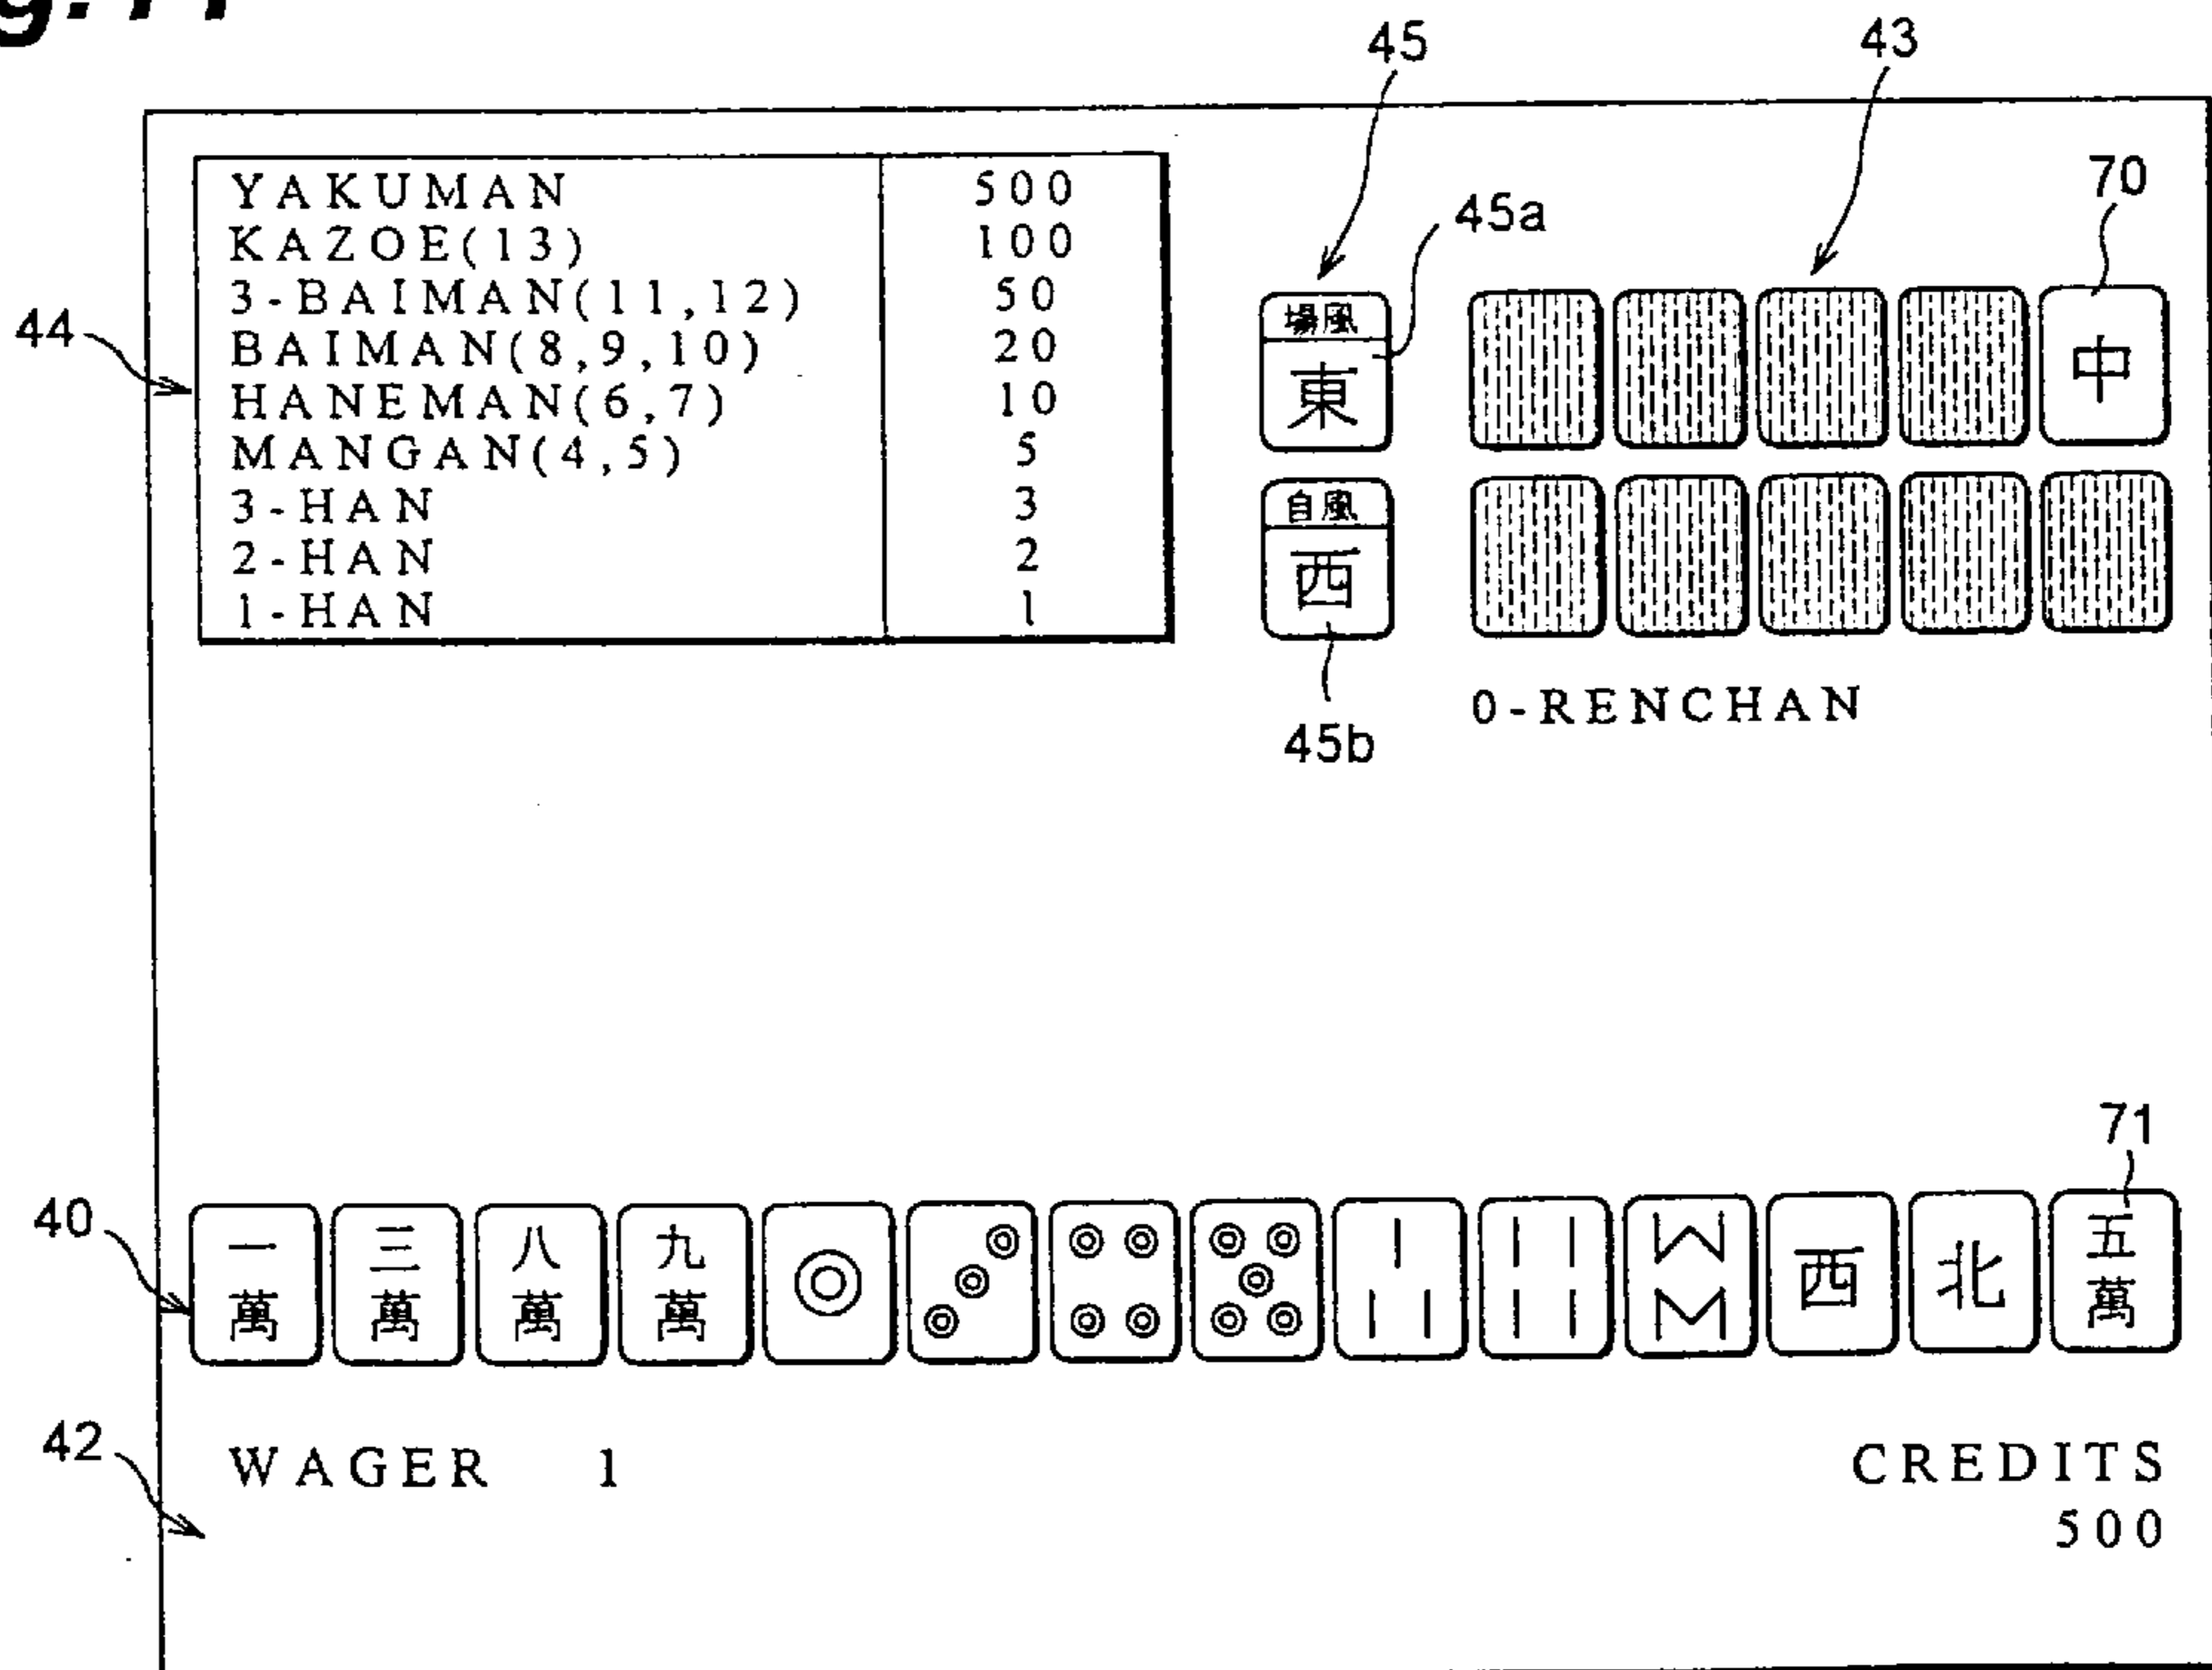 45
43
70
45a
44
YAKUMAN 500
KAZOE(13) 100
3-BAIMAN(11,12) 50
BAIMAN(8,9,10) 20
HANEMAN(6,7) 10
MANGAN(4,5) 5
3-HAN 3
2-HAN 2
1-HAN 1
場風
東
中
自風
西
45b
0-RENCHAN
71
40
一萬
三萬
八萬
九萬
西
北
五萬
42
WAGER 1
CREDITS
500